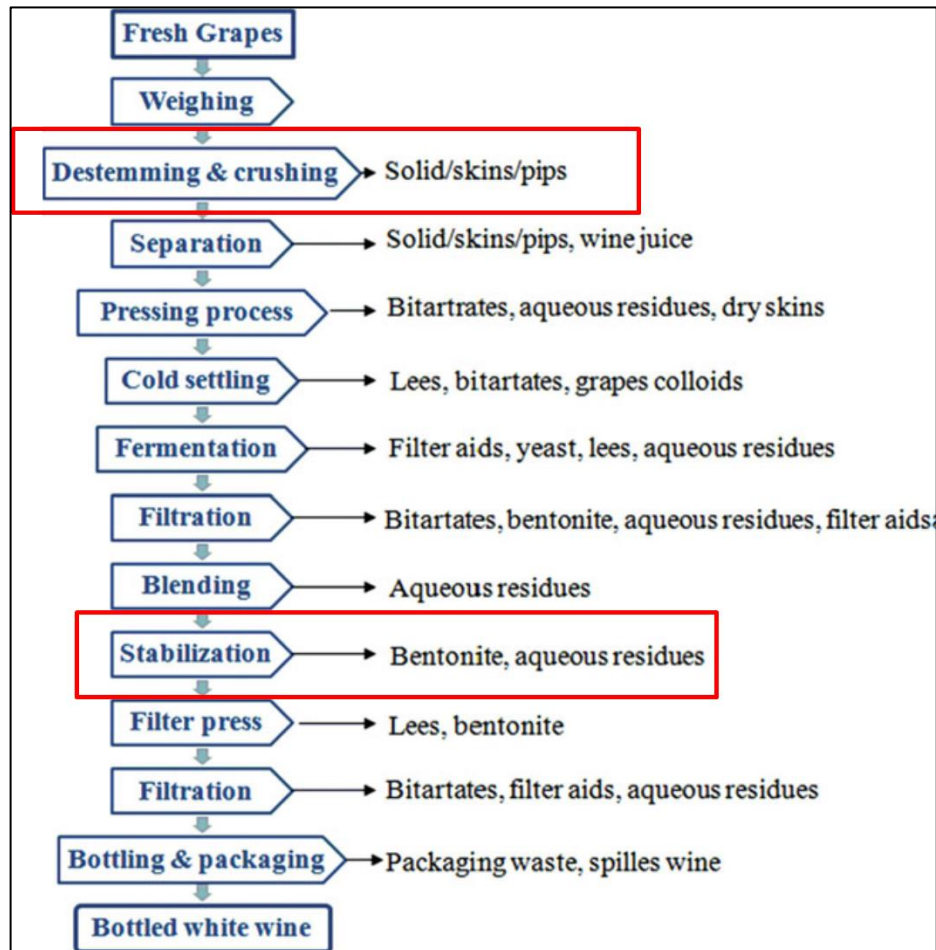 Fresh Grapes
Weighing
Destemming & crushing Solid/skins/pips
Separation Solid/skins/pips, wine juice
Pressing process Bitartrates, aqueous residues, dry skins
Cold settling Lees, bitartates, grapes colloids
Fermentation Filter aids, yeast, lees, aqueous residues
Filtration Bitartates, bentonite, aqueous residues, filter aids
Blending Aqueous residues
Stabilization Bentonite, aqueous residues
Filter press Lees, bentonite
Filtration Bitartates, filter aids, aqueous residues
Bottling & packaging Packaging waste, spilles wine
Bottled white wine